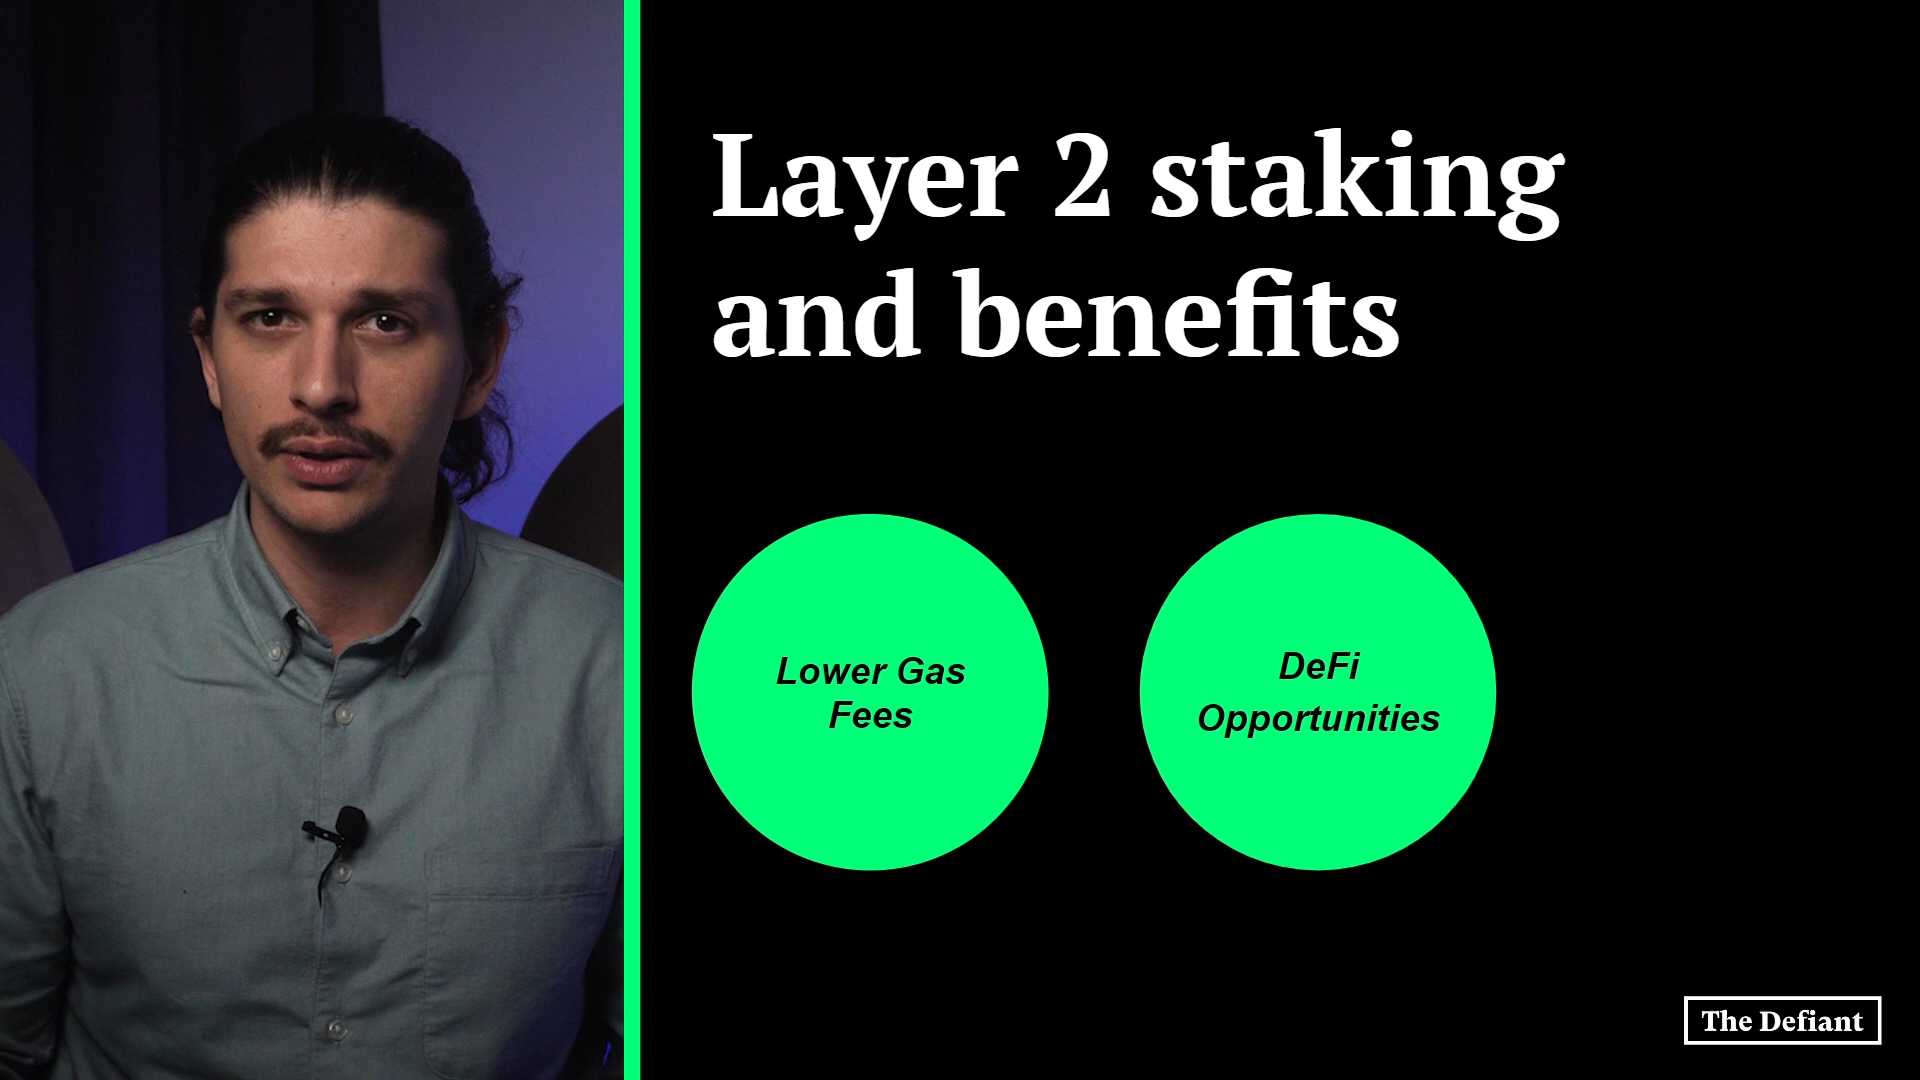 Layer 2 staking
and benefits
Lower Gas
Fees
DeFi
Opportunities
The Defiant